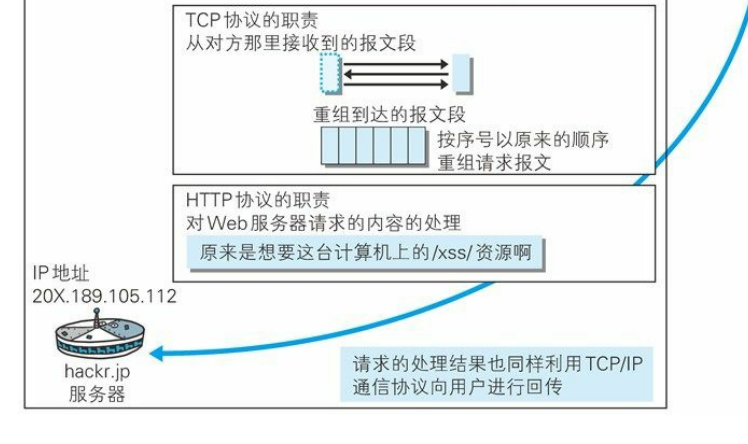 TCP协议的职责
从对方那里接收到的报文段
重组到达的报文段
按序号以原来的顺序
重组请求报文
HTTP协议的职责
对Web服务器请求的内容的处理
原来是想要这台计算机上的/xss/资源啊
IP地址
20X.189.105.112
hackr.jp
服务器
请求的处理结果也同样利用TCP/IP
通信协议向用户进行回传